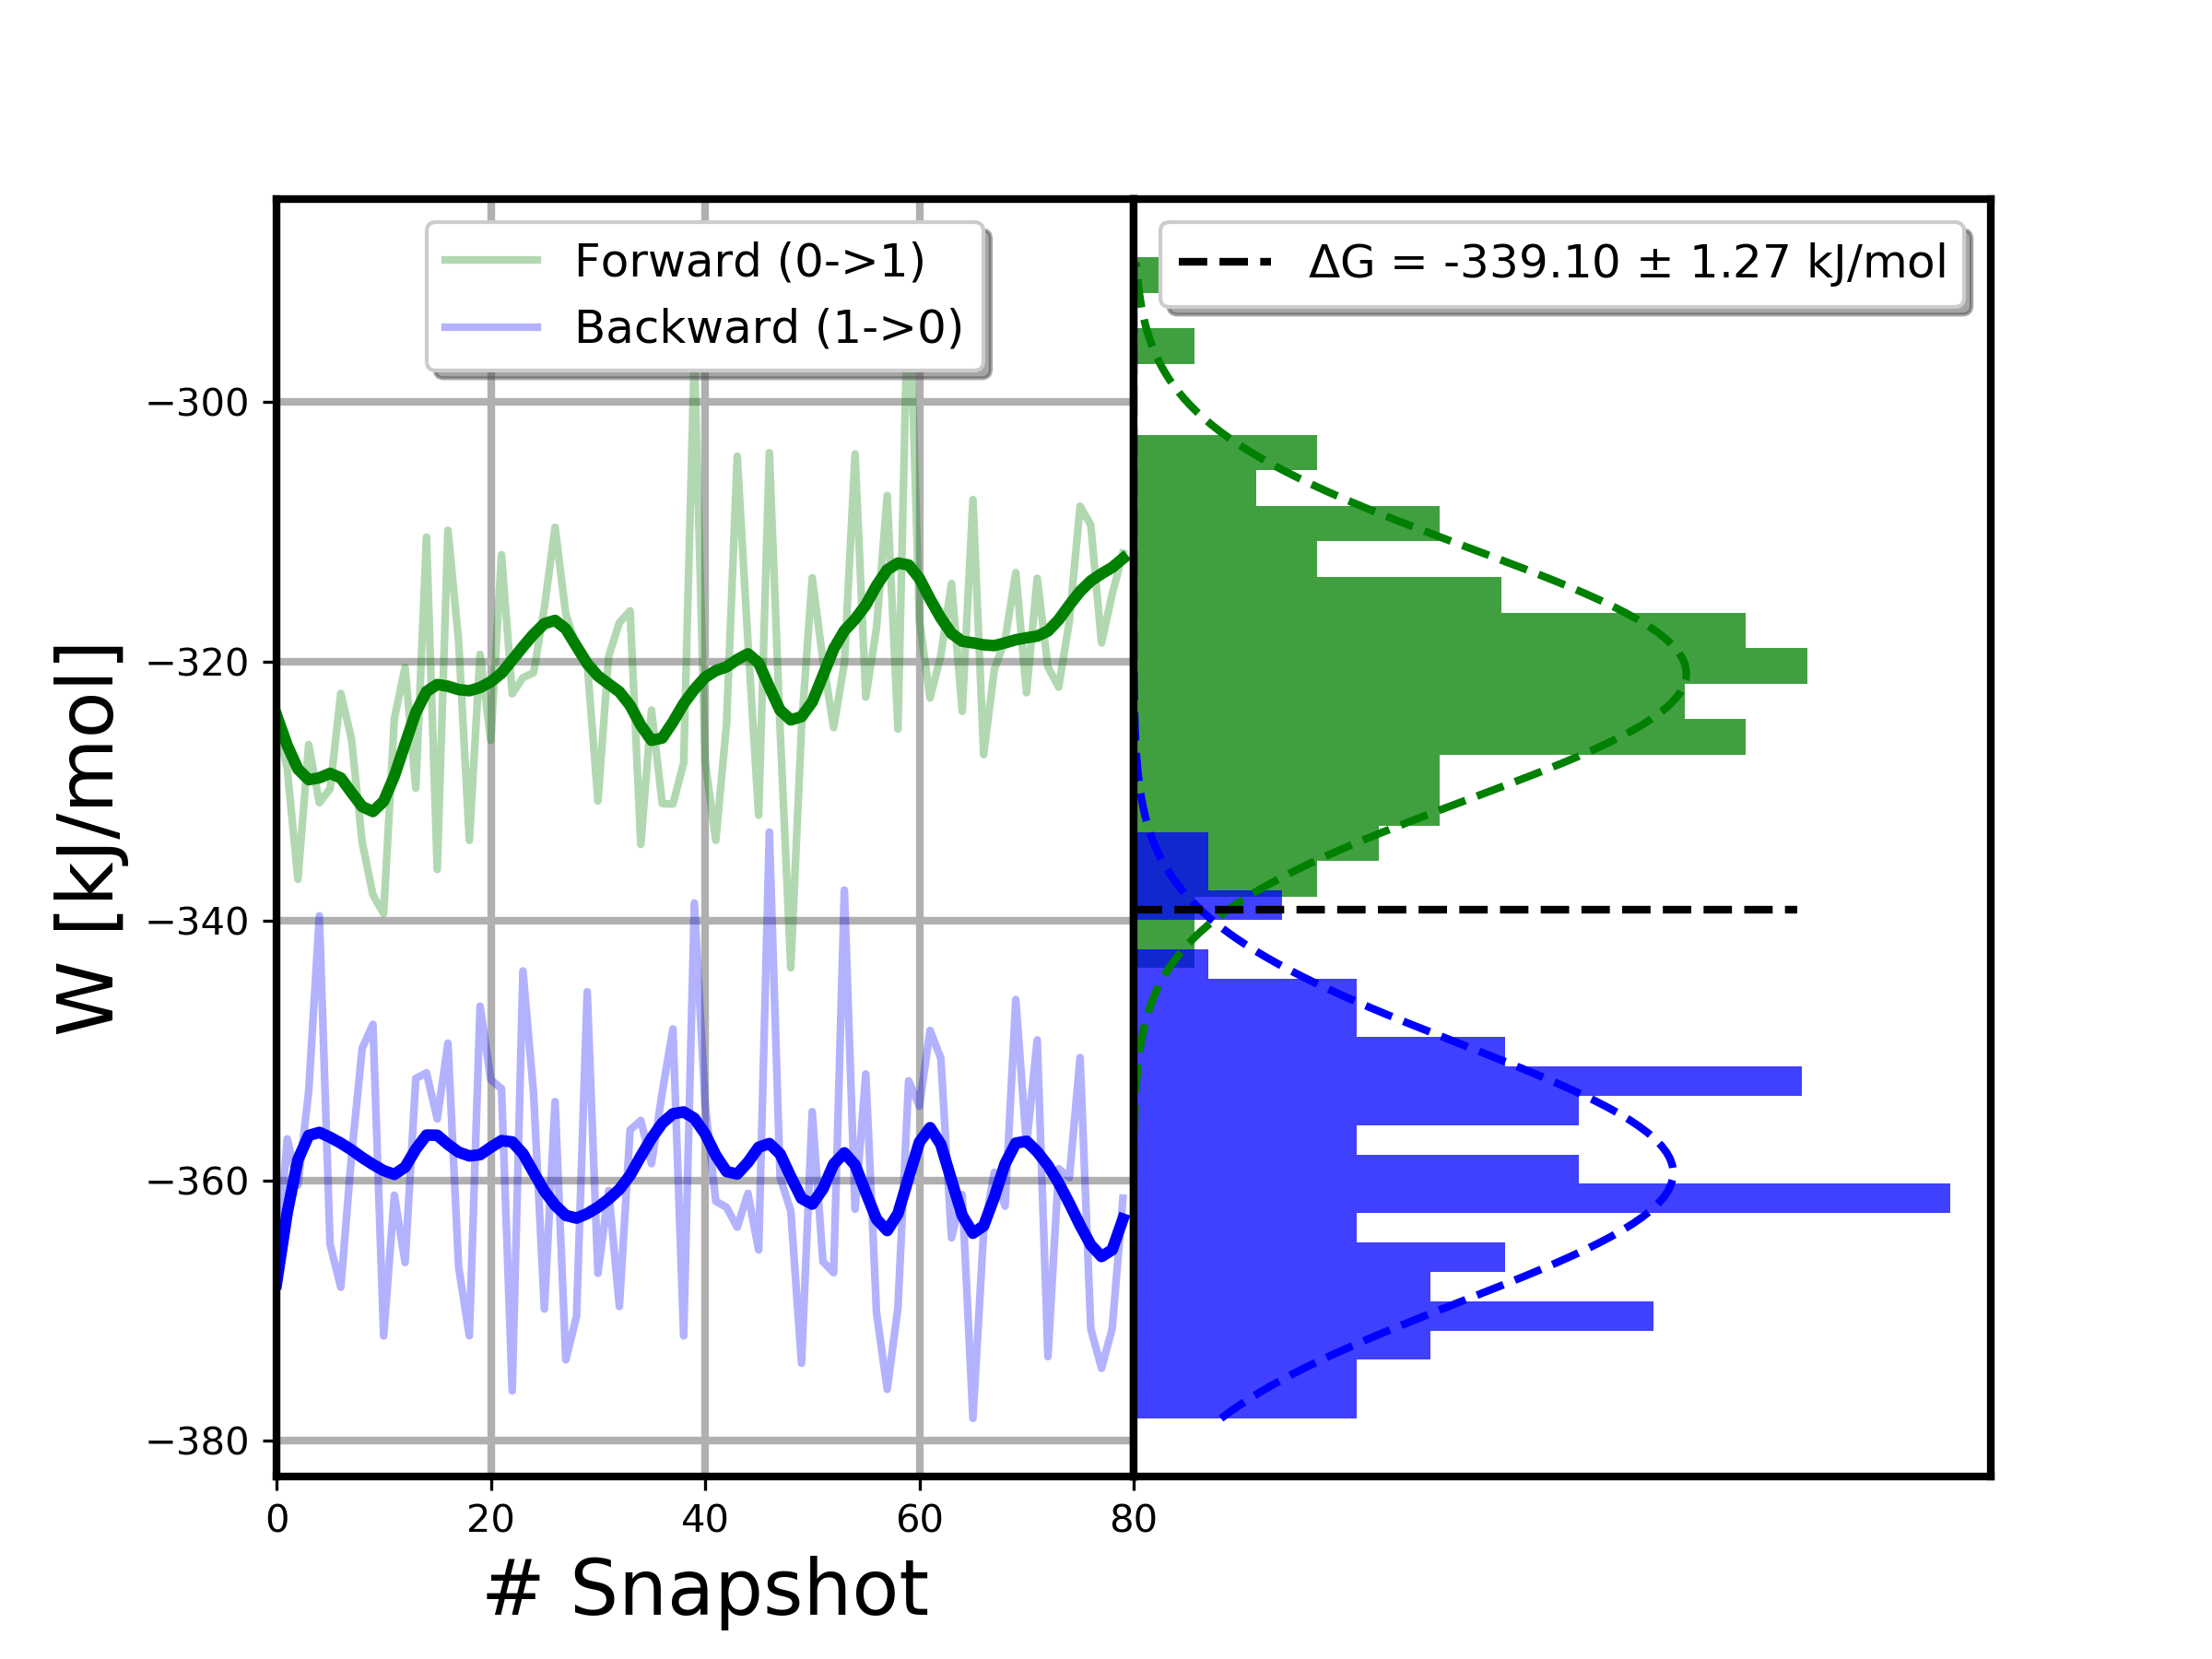 Forward (0->1)
Backward (1->0)
ΔG = -339.10 ± 1.27 kJ/mol
W [kJ/mol]
−300
−320
−340
−360
−380
0 20 40 60 80
# Snapshot